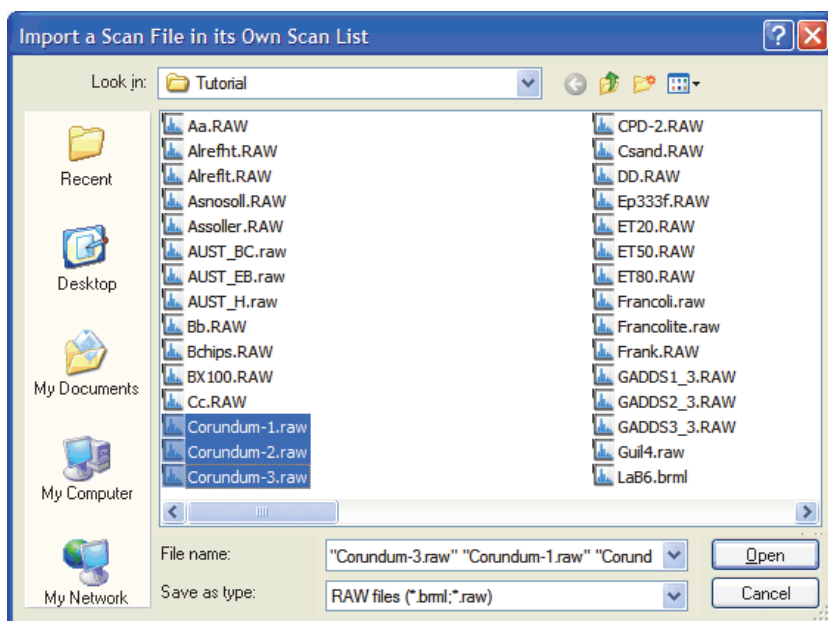 Import a Scan File in its Own Scan List
Look in:
Tutorial
Recent
Desktop
My Documents
My Computer
My Network
Aa.RAW
Alrefht.RAW
Alreflt.RAW
Asnosoll.RAW
Assoller.RAW
AUST_BC.raw
AUST_EB.raw
AUST_H.raw
Bb.RAW
Bchips.RAW
BX100.RAW
Cc.RAW
Corundum-1.raw
Corundum-2.raw
Corundum-3.raw
CPD-2.RAW
Csand.RAW
DD.RAW
Ep333f.RAW
ET20.RAW
ET50.RAW
ET80.RAW
Francoli.raw
Francolite.raw
Frank.RAW
GADDS1_3.RAW
GADDS2_3.RAW
GADDS3_3.RAW
Guil4.raw
LaB6.brml
File name:
"Corundum-3.raw" "Corundum-1.raw" "Corund
Open
Save as type:
RAW files (*.brml;*.raw)
Cancel